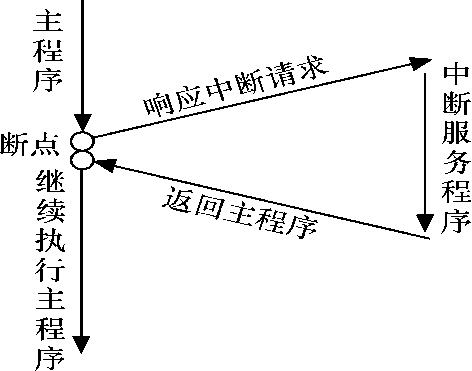 主程序
响应中断请求
中断服务程序
断点
返回主程序
继续执行主程序